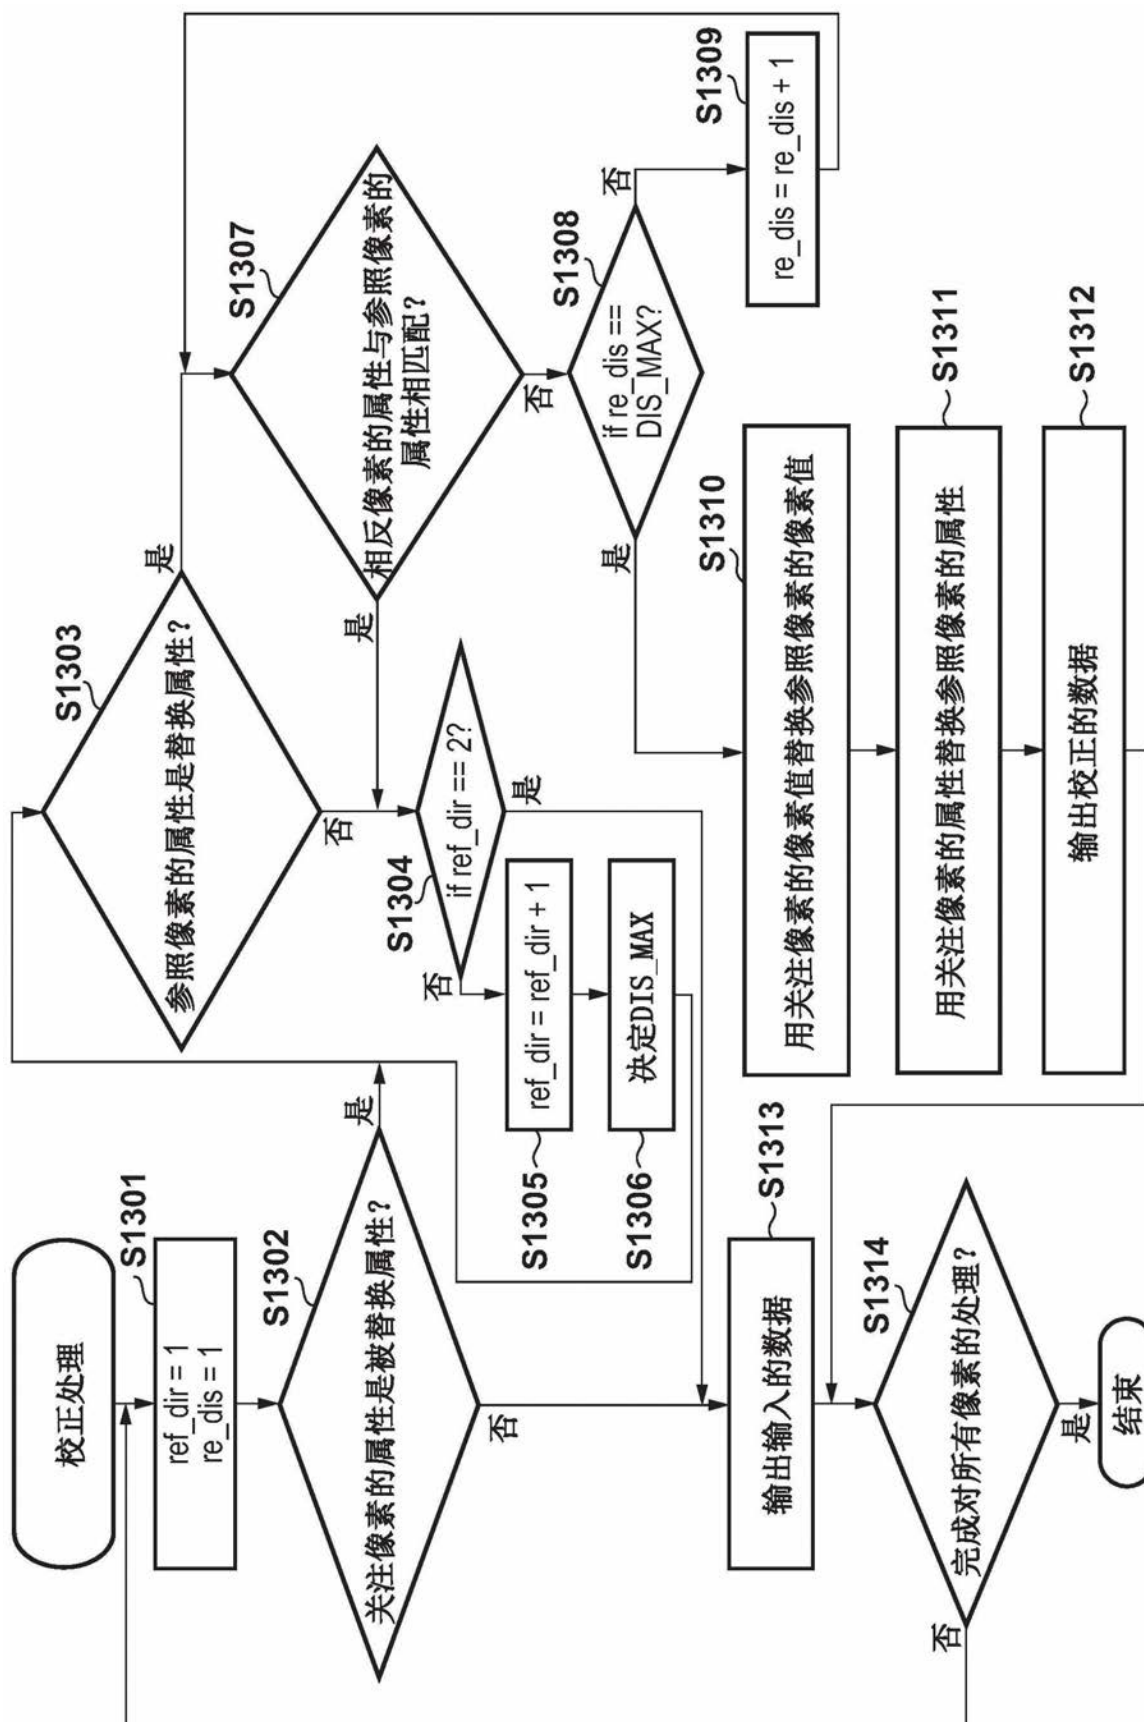 校正处理
S1301
ref_dir = 1
re_dis = 1
S1302
关注像素的属性是被替换属性?
是
否
S1303
参照像素的属性是替换属性?
是
否
S1304
if ref_dir == 2?
是
否
S1305
ref_dir = ref_dir + 1
S1306
决定DIS_MAX
S1307
相反像素的属性与参照像素的
属性相匹配?
是
否
S1308
if re_dis ==
DIS_MAX?
是
否
S1309
re_dis = re_dis + 1
S1310
用关注像素的像素值替换参照像素的像素值
S1311
用关注像素的属性替换参照像素的属性
S1312
输出校正的数据
S1313
输出输入的数据
S1314
完成对所有像素的处理?
否
是
结束